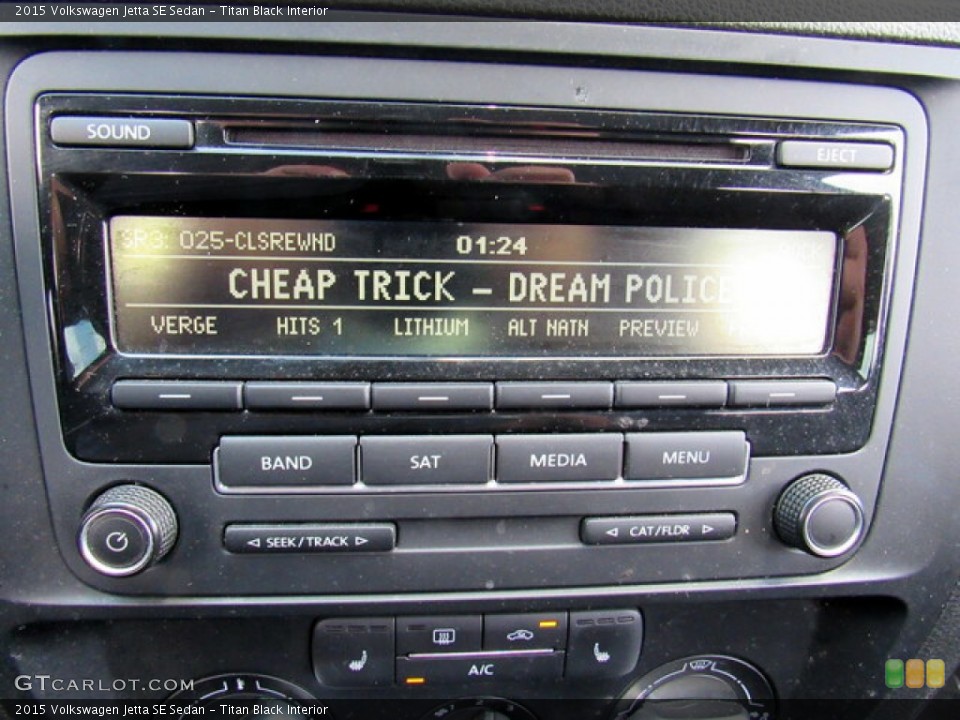 2015 Volkswagen Jetta SE Sedan - Titan Black Interior
SOUND
EJECT
SR3: 025-CLSREWND 01:24
CHEAP TRICK - DREAM POLICE
VERGE HITS 1 LITHIUM ALT NATN PREVIEW
BAND SAT MEDIA MENU
◁ SEEK/TRACK ▷ ◁ CAT/FLDR ▷
A/C
GTCARLOT.COM
2015 Volkswagen Jetta SE Sedan - Titan Black Interior